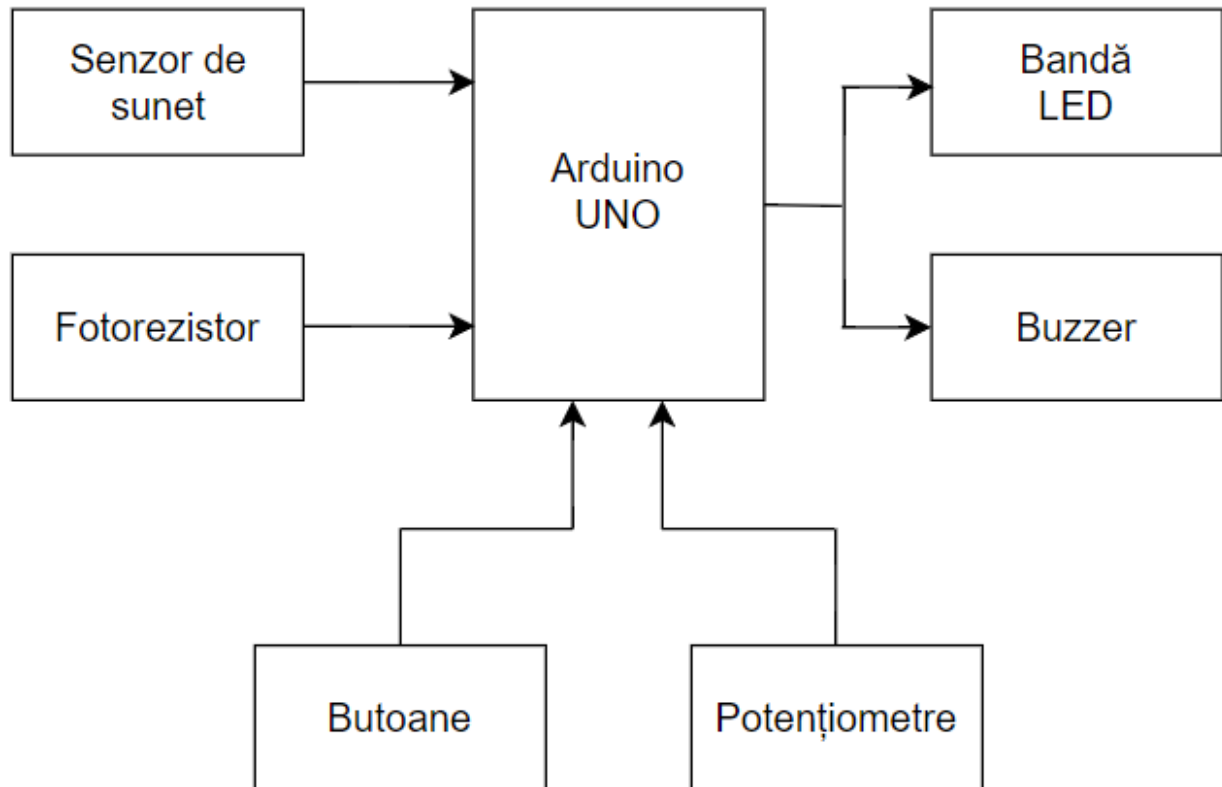 Senzor de
sunet
Arduino
UNO
Bandă
LED
Fotorezistor
Buzzer
Butoane
Potențiometre